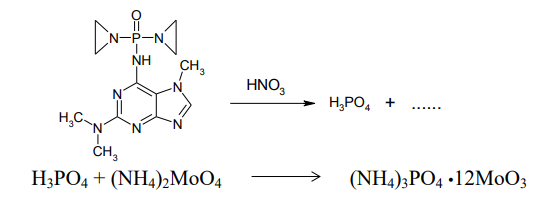 O
N–P–N
NH
CH₃
N
N
HNO₃
H₃PO₄ + ......
H₃C
N
N
N
CH₃
H₃PO₄ + (NH₄)₂MoO₄ → (NH₄)₃PO₄ •12MoO₃